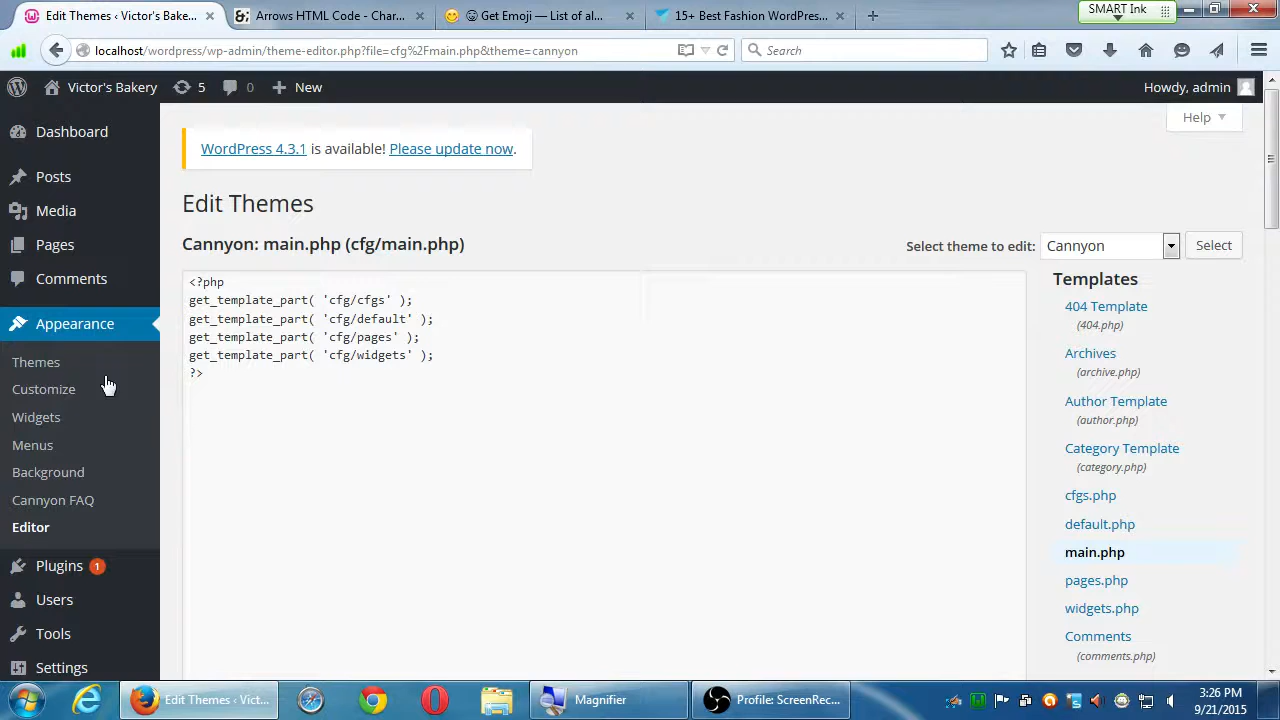 Edit Themes ‹ Victor's Bake...
Arrows HTML Code - Char...
Get Emoji — List of al...
15+ Best Fashion WordPres...
SMART Ink
localhost/wordpress/wp-admin/theme-editor.php?file=cfg%2Fmain.php&theme=cannyon
Search
Victor's Bakery
5
0
New
Howdy, admin
Help
Dashboard
Posts
Media
Pages
Comments
Appearance
Themes
Customize
Widgets
Menus
Background
Cannyon FAQ
Editor
Plugins 1
Users
Tools
Settings
WordPress 4.3.1 is available! Please update now.
Edit Themes
Cannyon: main.php (cfg/main.php)
Select theme to edit:
Cannyon
Select
<?php
get_template_part( 'cfg/cfgs' );
get_template_part( 'cfg/default' );
get_template_part( 'cfg/pages' );
get_template_part( 'cfg/widgets' );
?>
Templates
404 Template
(404.php)
Archives
(archive.php)
Author Template
(author.php)
Category Template
(category.php)
cfgs.php
default.php
main.php
pages.php
widgets.php
Comments
(comments.php)
Edit Themes ‹ Vict...
Magnifier
Profile: ScreenRec...
3:26 PM
9/21/2015